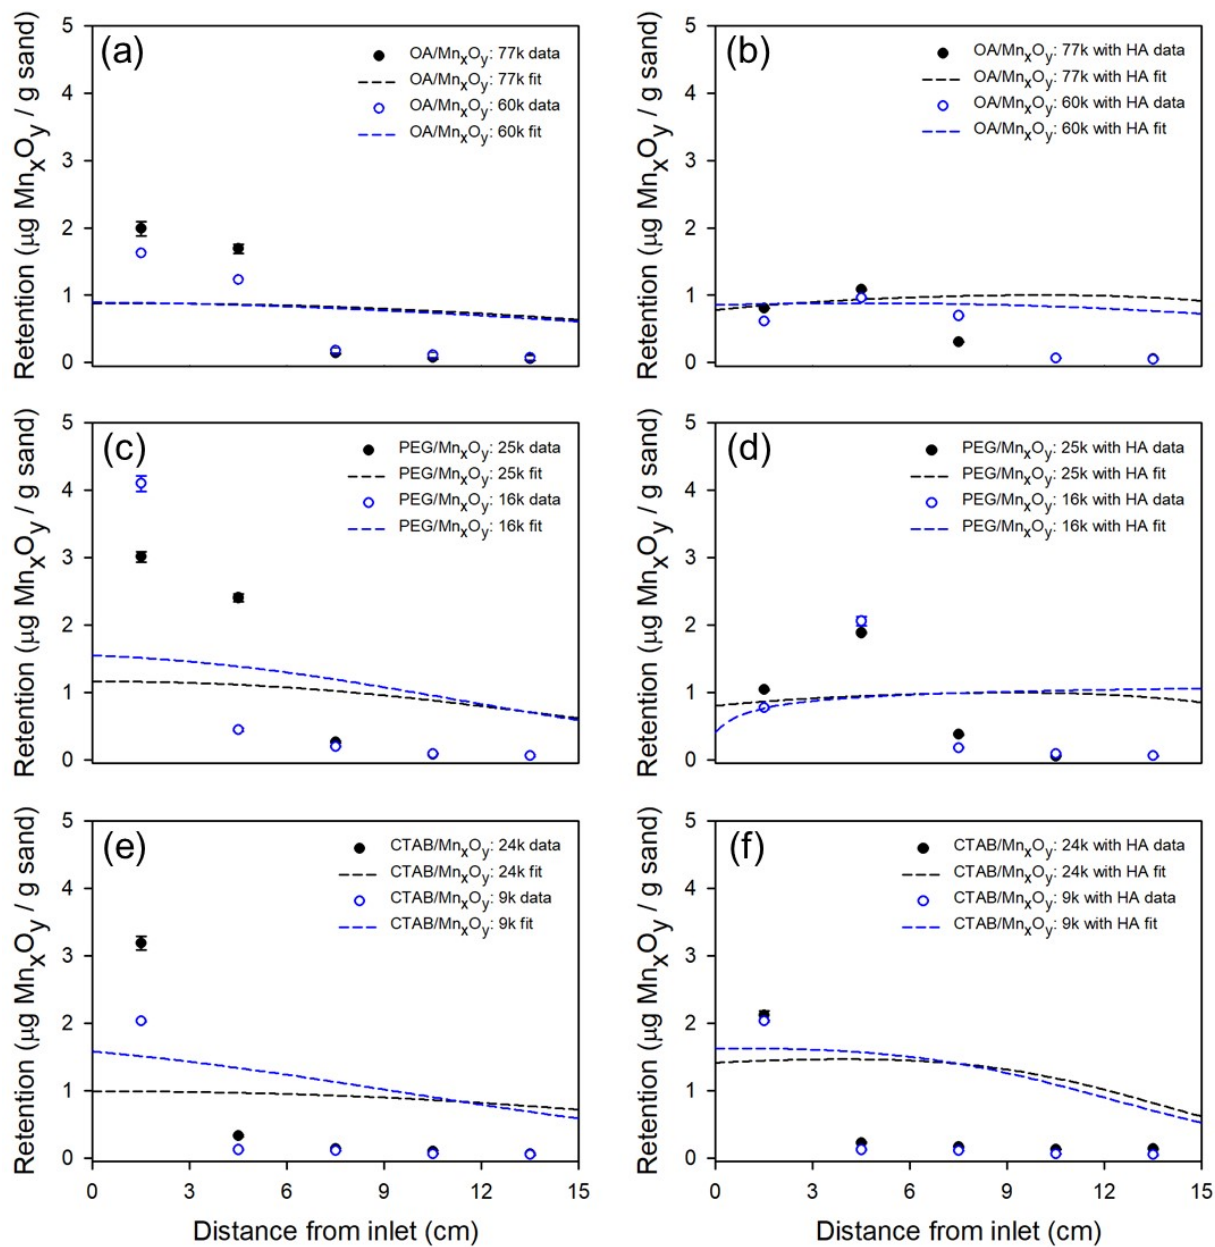 (a)
OA/MnxOy: 77k data
OA/MnxOy: 77k fit
OA/MnxOy: 60k data
OA/MnxOy: 60k fit
5
4
3
2
1
0
Retention (μg MnxOy / g sand)
(b)
OA/MnxOy: 77k with HA data
OA/MnxOy: 77k with HA fit
OA/MnxOy: 60k with HA data
OA/MnxOy: 60k with HA fit
5
4
3
2
1
0
Retention (μg MnxOy / g sand)
(c)
PEG/MnxOy: 25k data
PEG/MnxOy: 25k fit
PEG/MnxOy: 16k data
PEG/MnxOy: 16k fit
5
4
3
2
1
0
Retention (μg MnxOy / g sand)
(d)
PEG/MnxOy: 25k with HA data
PEG/MnxOy: 25k with HA fit
PEG/MnxOy: 16k with HA data
PEG/MnxOy: 16k with HA fit
5
4
3
2
1
0
Retention (μg MnxOy / g sand)
(e)
CTAB/MnxOy: 24k data
CTAB/MnxOy: 24k fit
CTAB/MnxOy: 9k data
CTAB/MnxOy: 9k fit
5
4
3
2
1
0
Retention (μg MnxOy / g sand)
0 3 6 9 12 15
Distance from inlet (cm)
(f)
CTAB/MnxOy: 24k with HA data
CTAB/MnxOy: 24k with HA fit
CTAB/MnxOy: 9k with HA data
CTAB/MnxOy: 9k with HA fit
5
4
3
2
1
0
Retention (μg MnxOy / g sand)
0 3 6 9 12 15
Distance from inlet (cm)